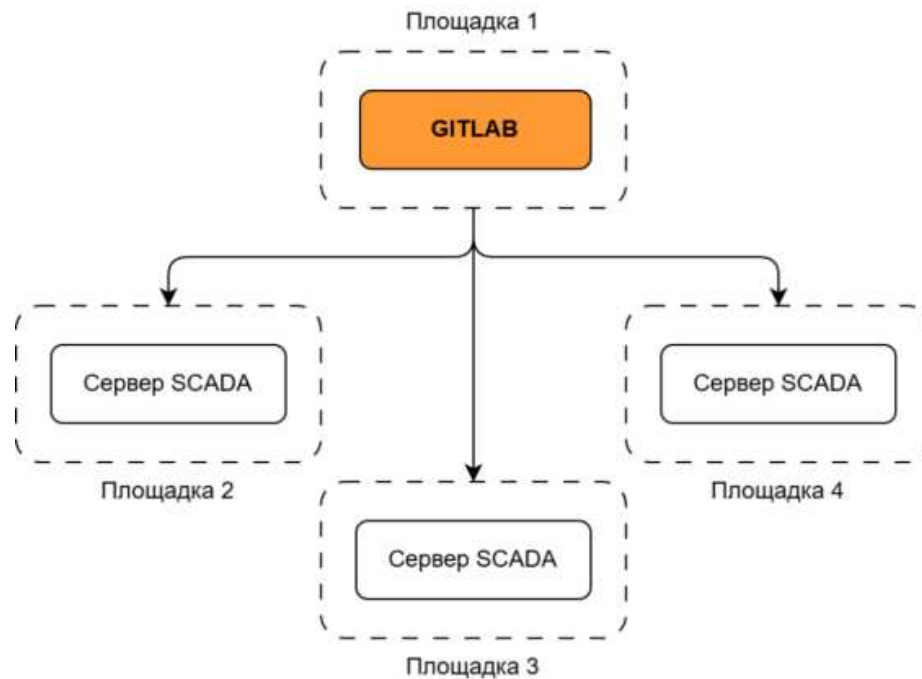 Площадка 1
GITLAB
Сервер SCADA
Сервер SCADA
Площадка 2
Площадка 4
Сервер SCADA
Площадка 3